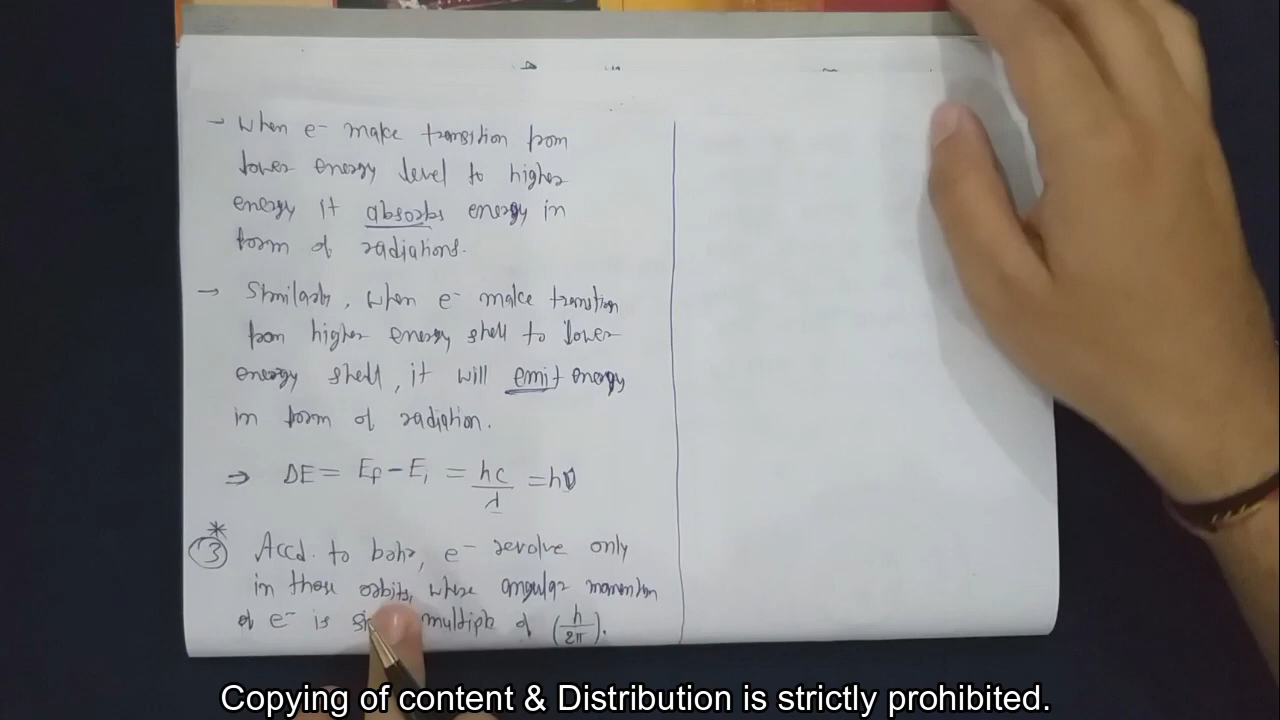 → When e⁻ make transition from
lower energy level to higher
energy it absorbs energy in
form of radiations.
→ Similarly, when e⁻ make transition
from higher energy shell to lower
energy shell, it will emit energy
in form of radiation.
⇒ ΔE = Ef - Ei = hc/λ = hν
* (3) Accd. to bohr, e⁻ revolve only
in those orbits, where angular momentum
of e⁻ is multiple of (h/2π).
Copying of content & Distribution is strictly prohibited.